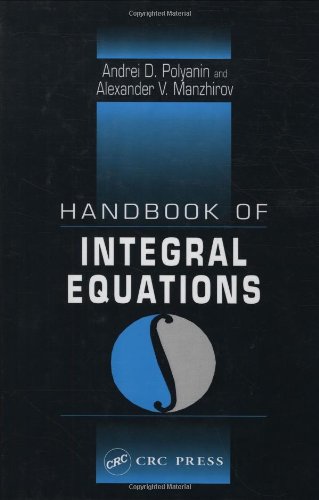 Andrei D. Polyanin and
Alexander V. Manzhirov
HANDBOOK OF
INTEGRAL
EQUATIONS
CRC
CRC PRESS